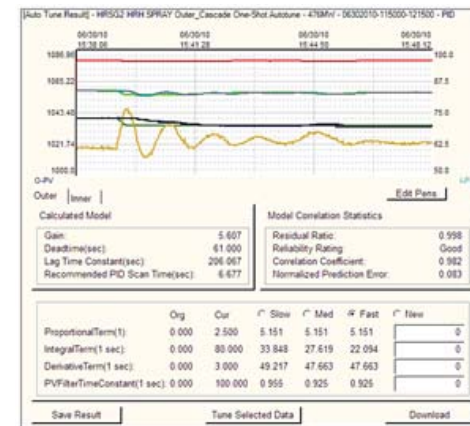 [Auto Tune Result] - HRSG2 HRH SPRAY Outer_Cascade One-Shot Autotune - 476MW - 06302010-115000-121500 - PID
06/30/10 06/30/10 06/30/10 06/30/10
15:38:06 15:41:28 15:44:50 15:48:12
1086.96 100.0
1065.22 87.5
1043.48 75.0
1021.74 62.5
1000.0 50.0
O-PV
Edit Pens
Outer Inner
Calculated Model
Gain: 5.607
Deadtime(sec): 61.000
Lag Time Constant(sec): 206.067
Recommended PID Scan Time(sec): 6.677
Model Correlation Statistics
Residual Ratio: 0.998
Reliability Rating: Good
Correlation Coefficient: 0.982
Normalized Prediction Error: 0.083
Org Cur Slow Med Fast New
ProportionalTerm(1): 0.000 2.500 5.151 5.151 5.151 0
IntegralTerm(1 sec): 0.000 80.000 33.848 27.619 22.094 0
DerivativeTerm(1 sec): 0.000 3.000 49.217 47.663 47.663 0
PVFilterTimeConstant(1 sec): 0.000 100.000 0.955 0.925 0.925 0
Save Result Tune Selected Data Download